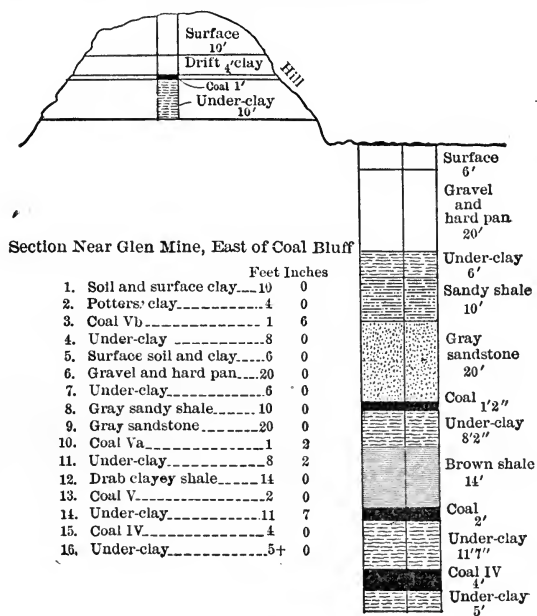 Surface
10′
Drift 4′ clay
Coal 1′
Under-clay
10′
Hill
Surface
6′
Gravel
and
hard pan
20′
Under-clay
6′
Sandy shale
10′
Gray
sandstone
20′
Coal
1′2″
Under-clay
8′2″
Brown shale
14′
Coal
2′
Under-clay
11′7″
Coal IV
4′
Under-clay
5′
Section Near Glen Mine, East of Coal Bluff
Feet Inches
1. Soil and surface clay 10 0
2. Potters' clay 4 0
3. Coal Vb 1 6
4. Under-clay 8 0
5. Surface soil and clay 6 0
6. Gravel and hard pan 20 0
7. Under-clay 6 0
8. Gray sandy shale 10 0
9. Gray sandstone 20 0
10. Coal Va 1 2
11. Under-clay 8 2
12. Drab clayey shale 14 0
13. Coal V 2 0
14. Under-clay 11 7
15. Coal IV 4 0
16. Under-clay 5+ 0